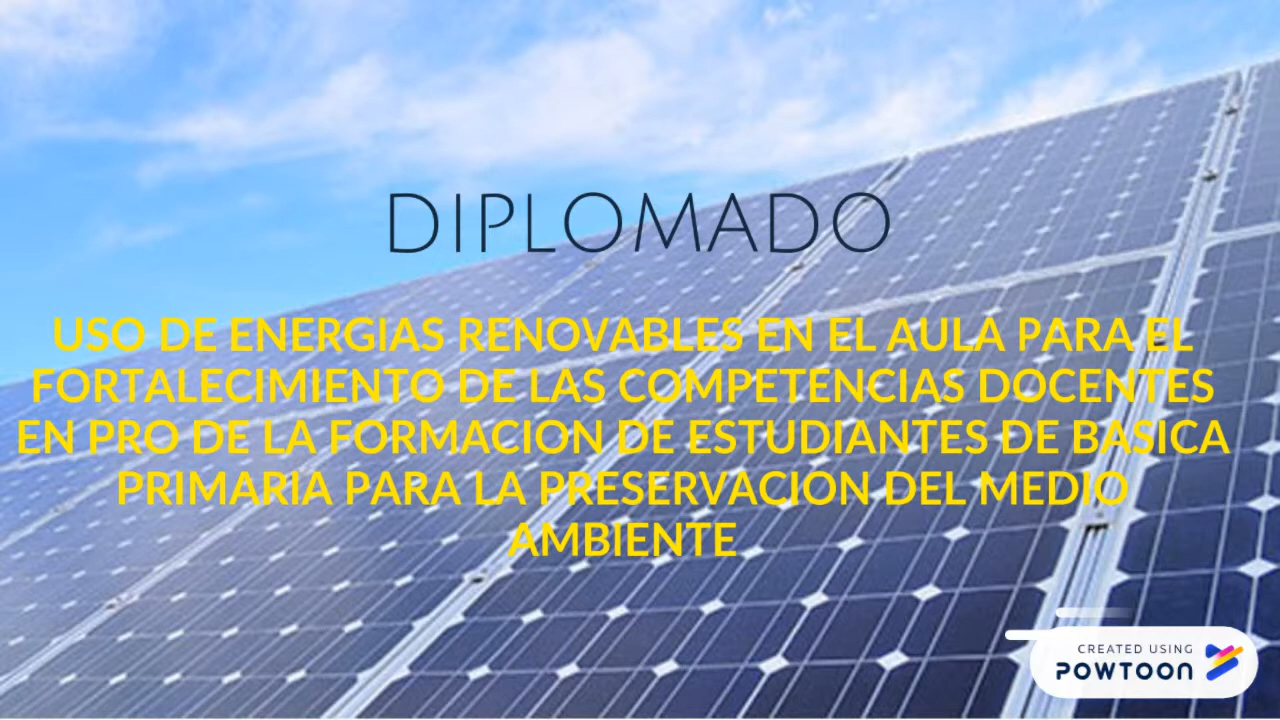 DIPLOMADO
USO DE ENERGIAS RENOVABLES EN EL AULA PARA EL
FORTALECIMIENTO DE LAS COMPETENCIAS DOCENTES
EN PRO DE LA FORMACION DE ESTUDIANTES DE BASICA
PRIMARIA PARA LA PRESERVACION DEL MEDIO
AMBIENTE
CREATED USING
POWTOON